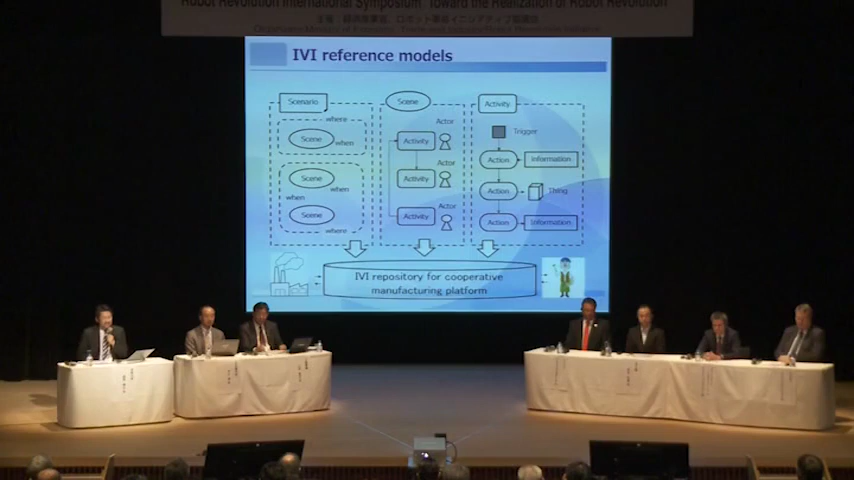 Robot Revolution International Symposium: Toward the Realization of Robot Revolution
IVI reference models
Scenario
where
Scene
when
Scene
when
when
Scene
where
Scene
Actor
Activity
Actor
Activity
Actor
Activity
Activity
Trigger
Action
Information
Action
Thing
Action
Information
IVI repository for cooperative
manufacturing platform